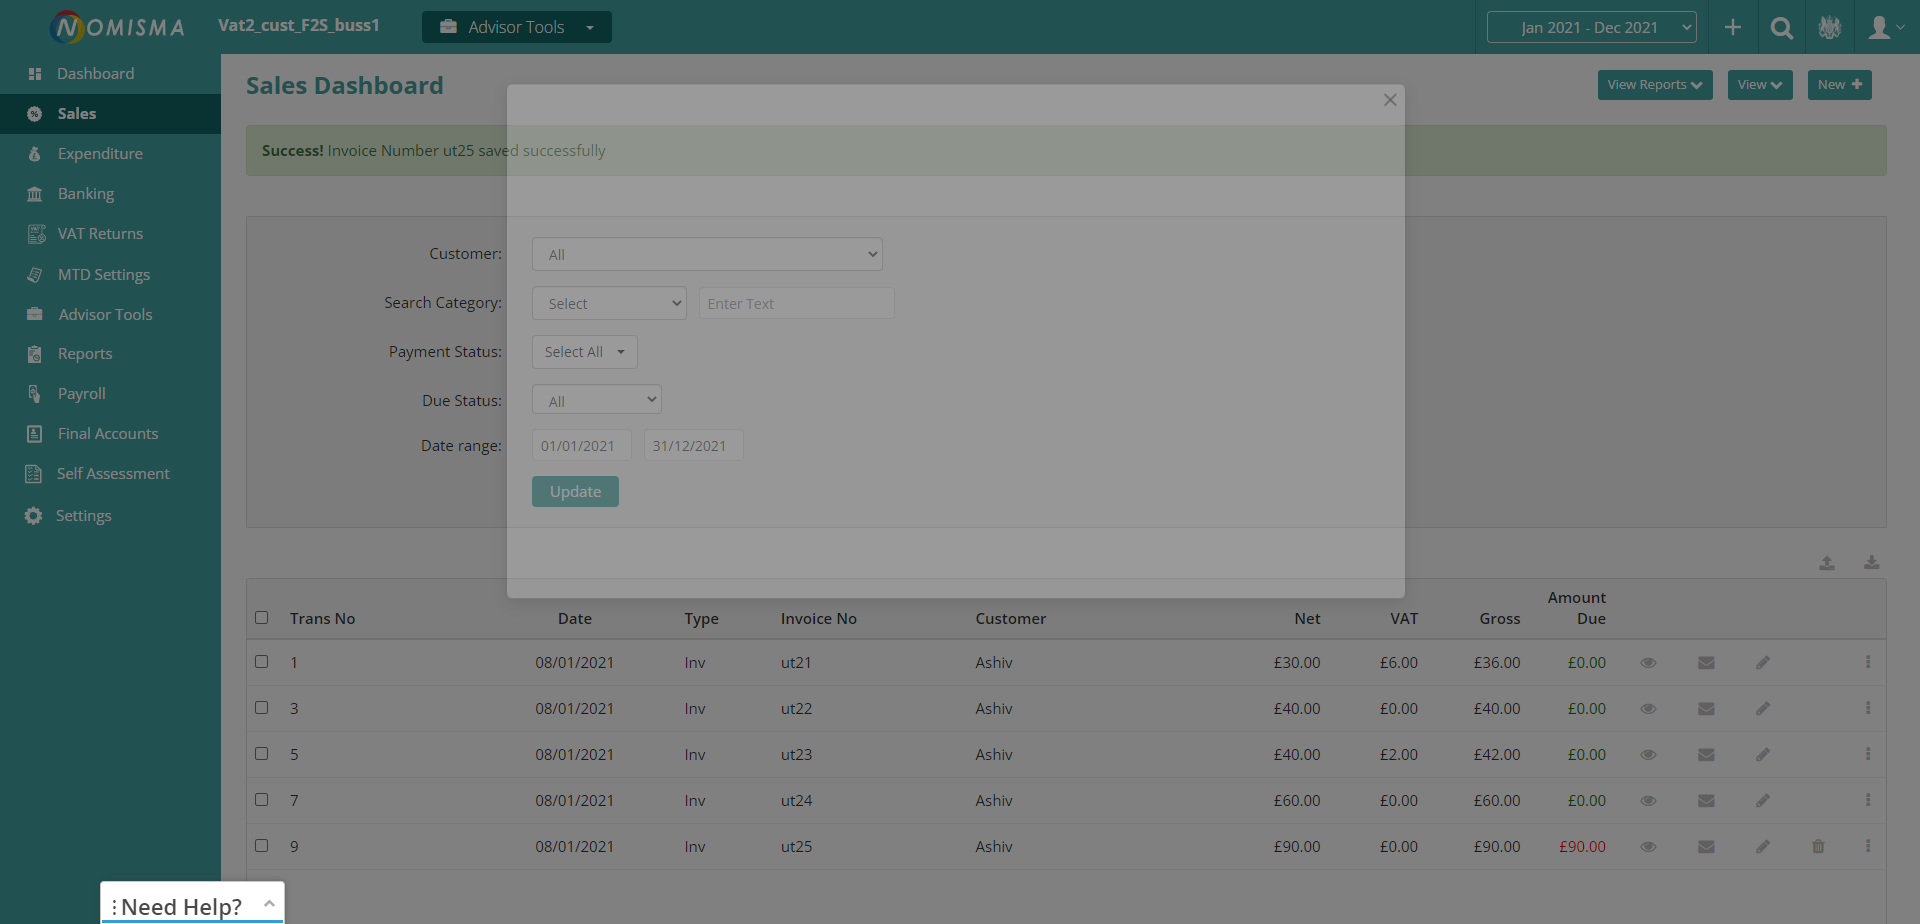 NOMISMA
Vat2_cust_F2S_buss1
Advisor Tools
Jan 2021 - Dec 2021
Dashboard
Sales
Expenditure
Banking
VAT Returns
MTD Settings
Advisor Tools
Reports
Payroll
Final Accounts
Self Assessment
Settings
Sales Dashboard
View Reports
View
New
Success! Invoice Number ut25 saved successfully
Customer: All
Search Category: Select Enter Text
Payment Status: Select All
Due Status: All
Date range: 01/01/2021 31/12/2021
Update
Trans No Date Type Invoice No Customer Net VAT Gross Amount Due
1 08/01/2021 Inv ut21 Ashiv £30.00 £6.00 £36.00 £0.00
3 08/01/2021 Inv ut22 Ashiv £40.00 £0.00 £40.00 £0.00
5 08/01/2021 Inv ut23 Ashiv £40.00 £2.00 £42.00 £0.00
7 08/01/2021 Inv ut24 Ashiv £60.00 £0.00 £60.00 £0.00
9 08/01/2021 Inv ut25 Ashiv £90.00 £0.00 £90.00 £90.00
Need Help?